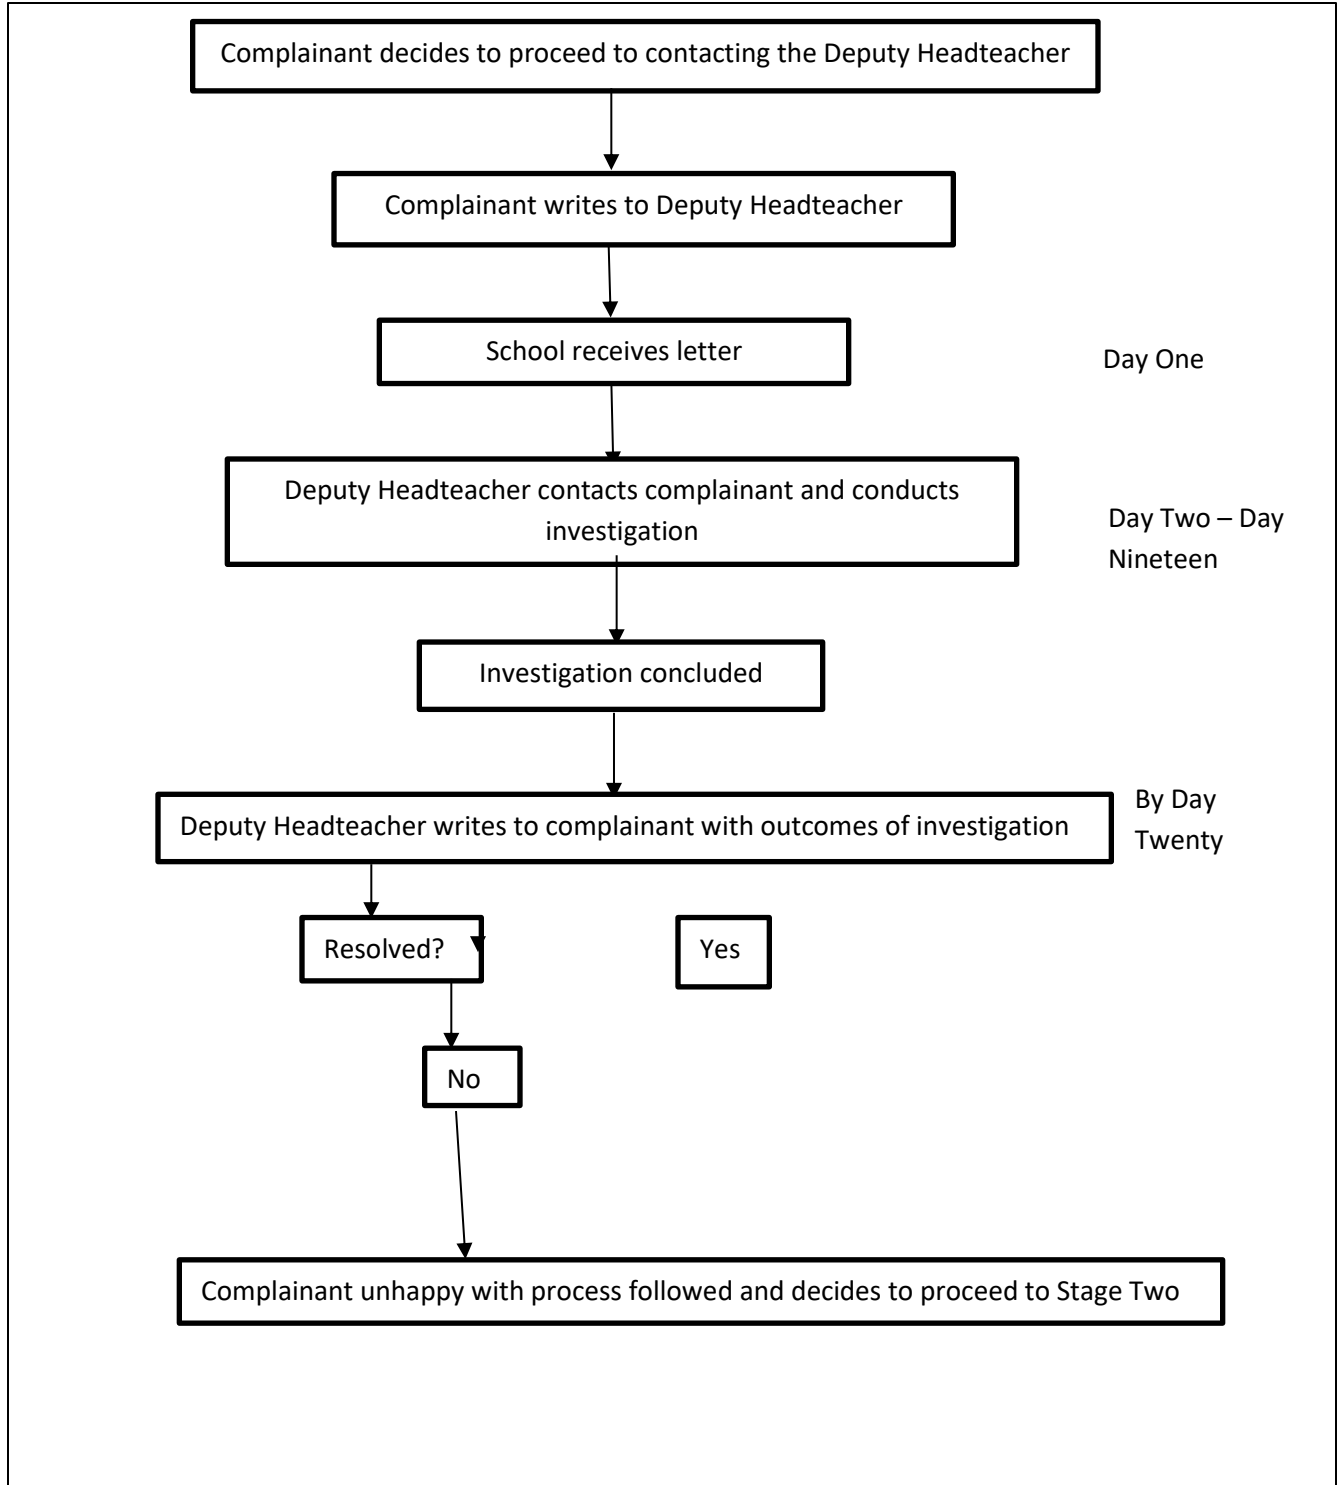 Complainant decides to proceed to contacting the Deputy Headteacher
Complainant writes to Deputy Headteacher
School receives letter
Day One
Deputy Headteacher contacts complainant and conducts
investigation
Day Two – Day
Nineteen
Investigation concluded
Deputy Headteacher writes to complainant with outcomes of investigation
By Day
Twenty
Resolved?
Yes
No
Complainant unhappy with process followed and decides to proceed to Stage Two